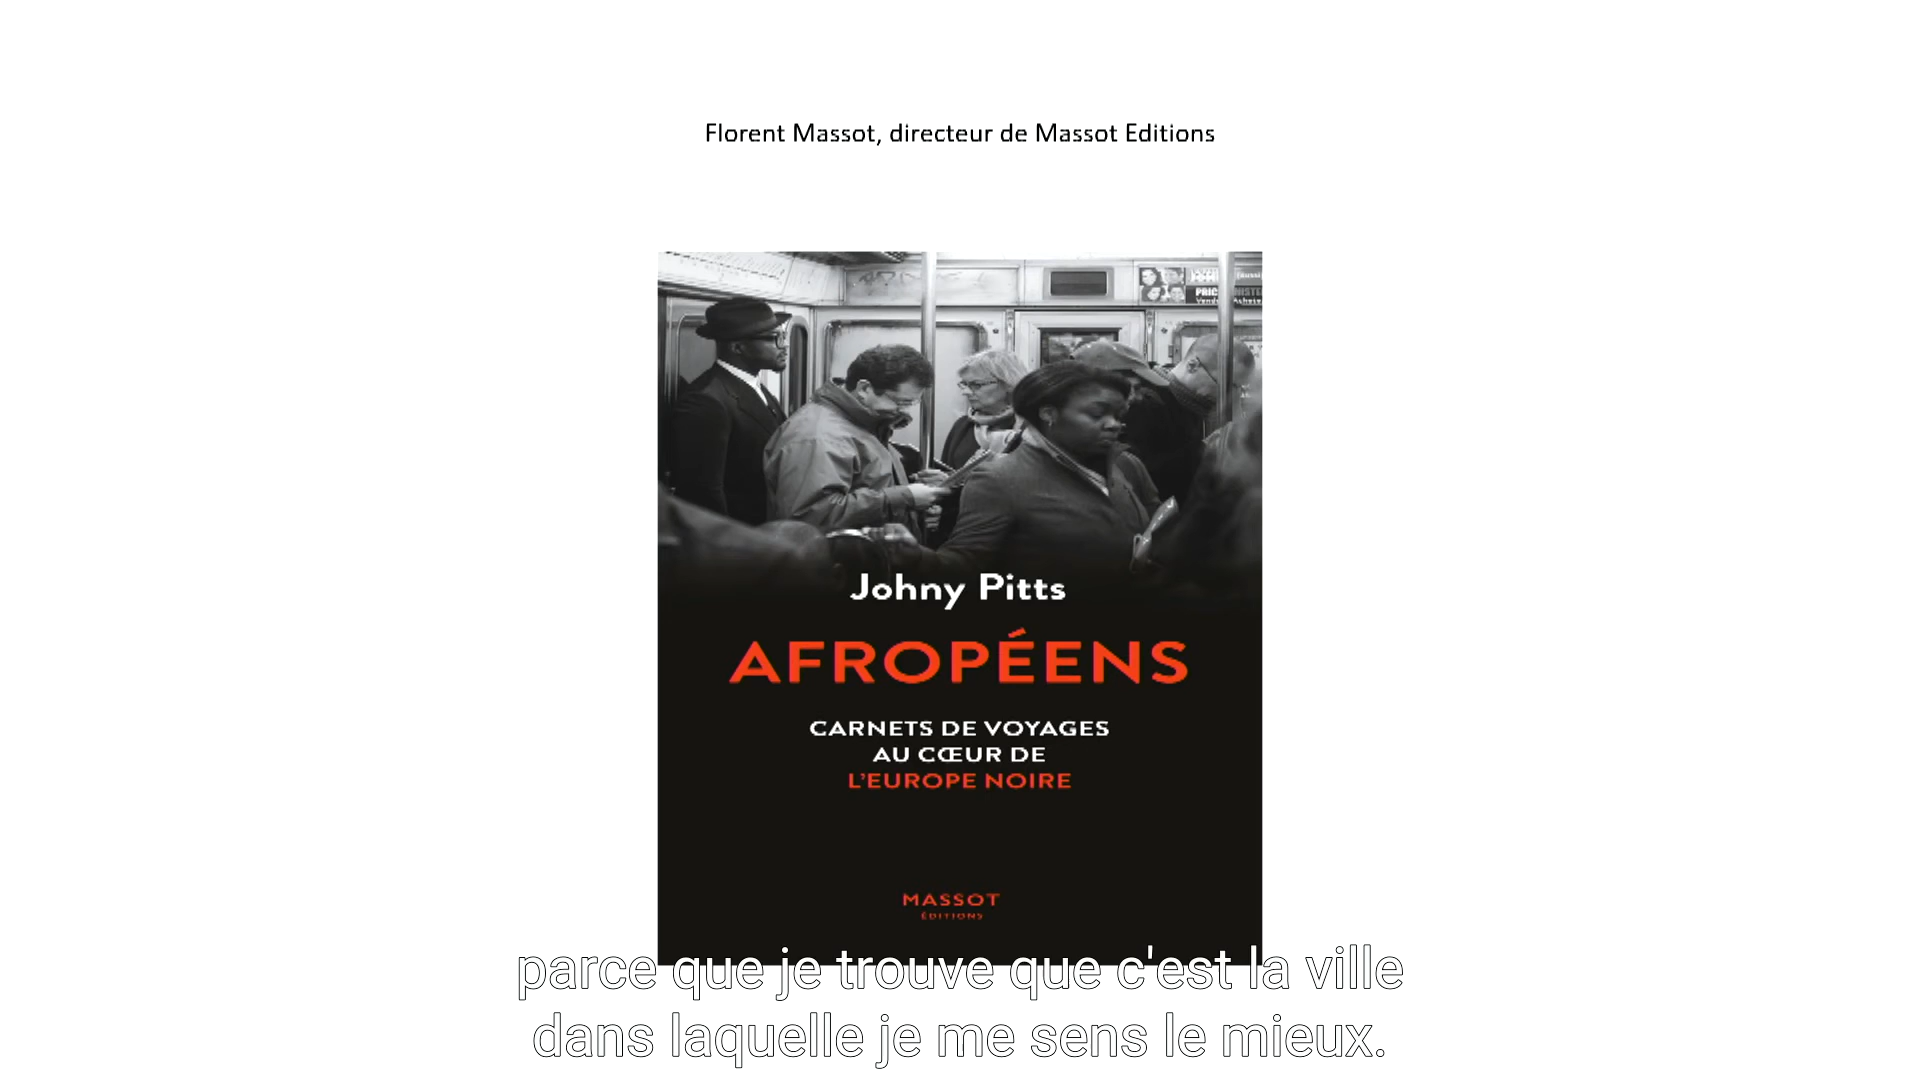 Florent Massot, directeur de Massot Editions
PRIC
Johny Pitts
AFROPÉENS
CARNETS DE VOYAGES
AU CŒUR DE
L'EUROPE NOIRE
MASSOT
ÉDITIONS
parce que je trouve que c'est la ville
dans laquelle je me sens le mieux.